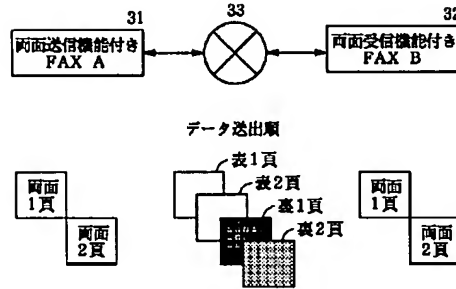 31
33
32
両面送信機能付き
FAX A
両面受信機能付き
FAX B
データ送出順
表1頁
表2頁
裏1頁
裏2頁
両面
1頁
両面
2頁
両面
1頁
両面
2頁